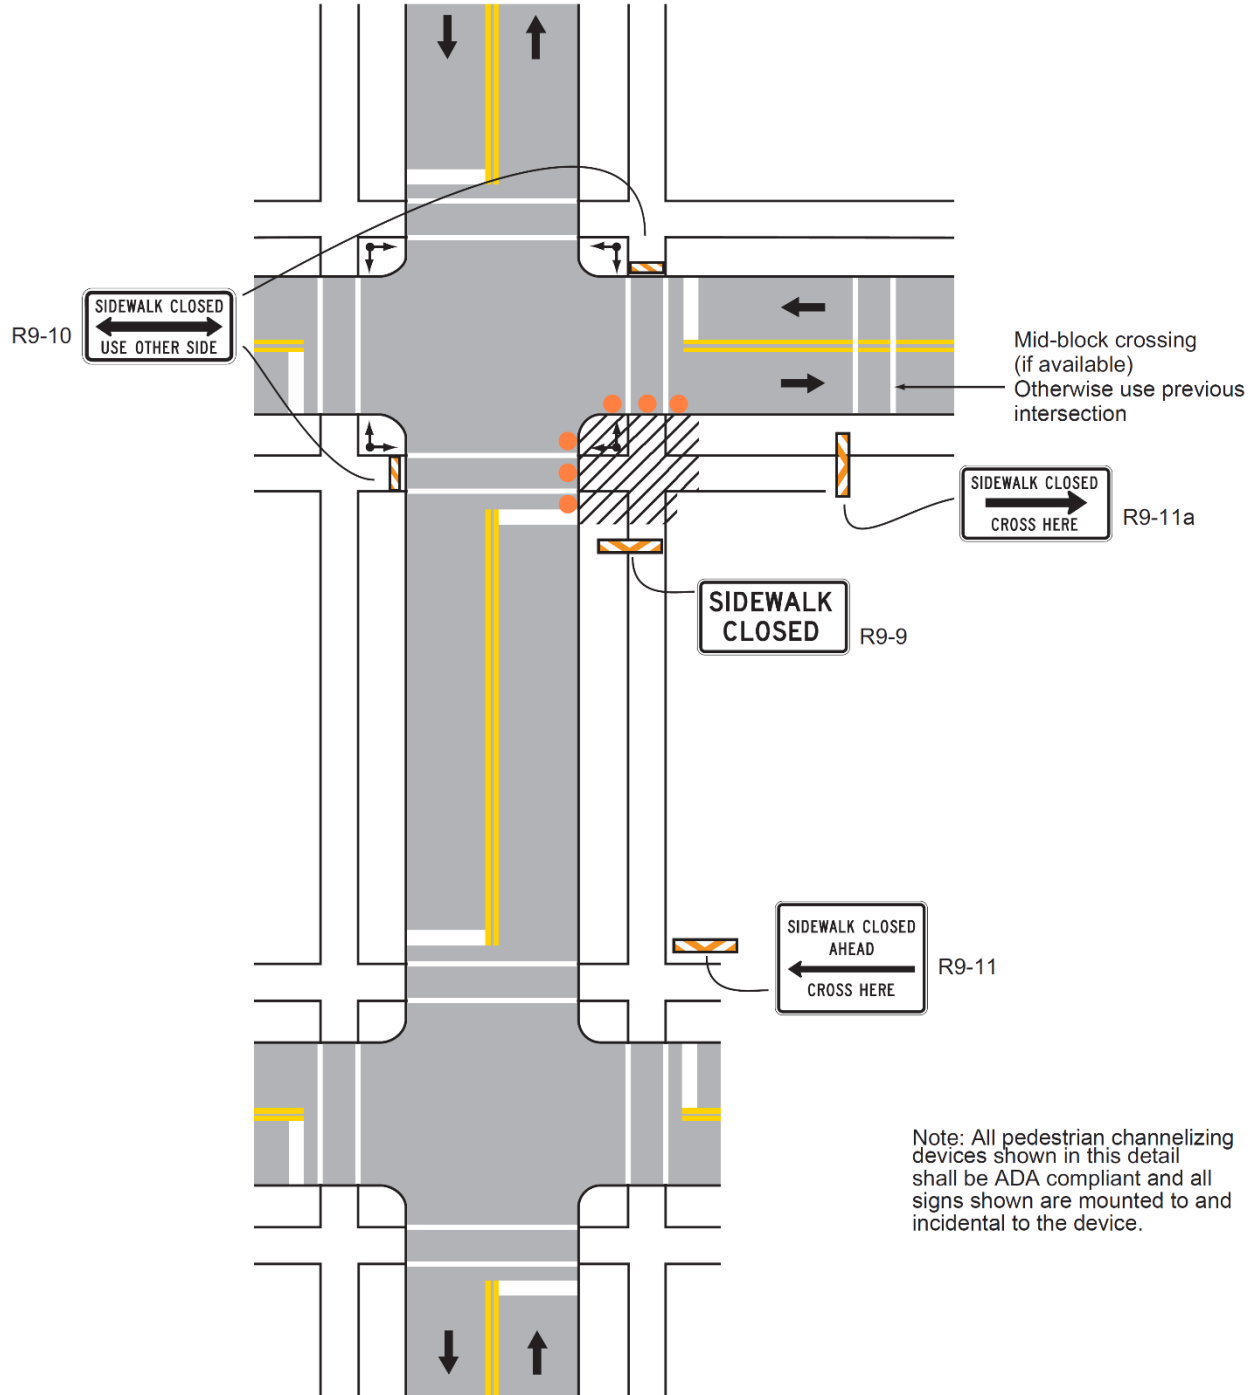 SIDEWALK CLOSED
USE OTHER SIDE
R9-10
Mid-block crossing
(if available)
Otherwise use previous
intersection
SIDEWALK CLOSED
CROSS HERE
R9-11a
SIDEWALK
CLOSED
R9-9
SIDEWALK CLOSED
AHEAD
CROSS HERE
R9-11
Note: All pedestrian channelizing
devices shown in this detail
shall be ADA compliant and all
signs shown are mounted to and
incidental to the device.